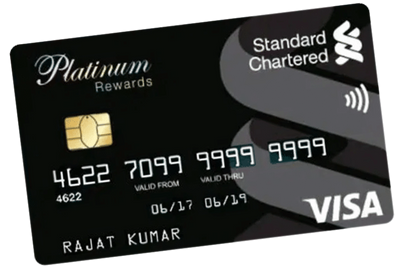 Platinum
Rewards
Standard
Chartered
4622 7099 9999 9999
4622
VALID FROM VALID THRU
06/17 06/19
RAJAT KUMAR
VISA